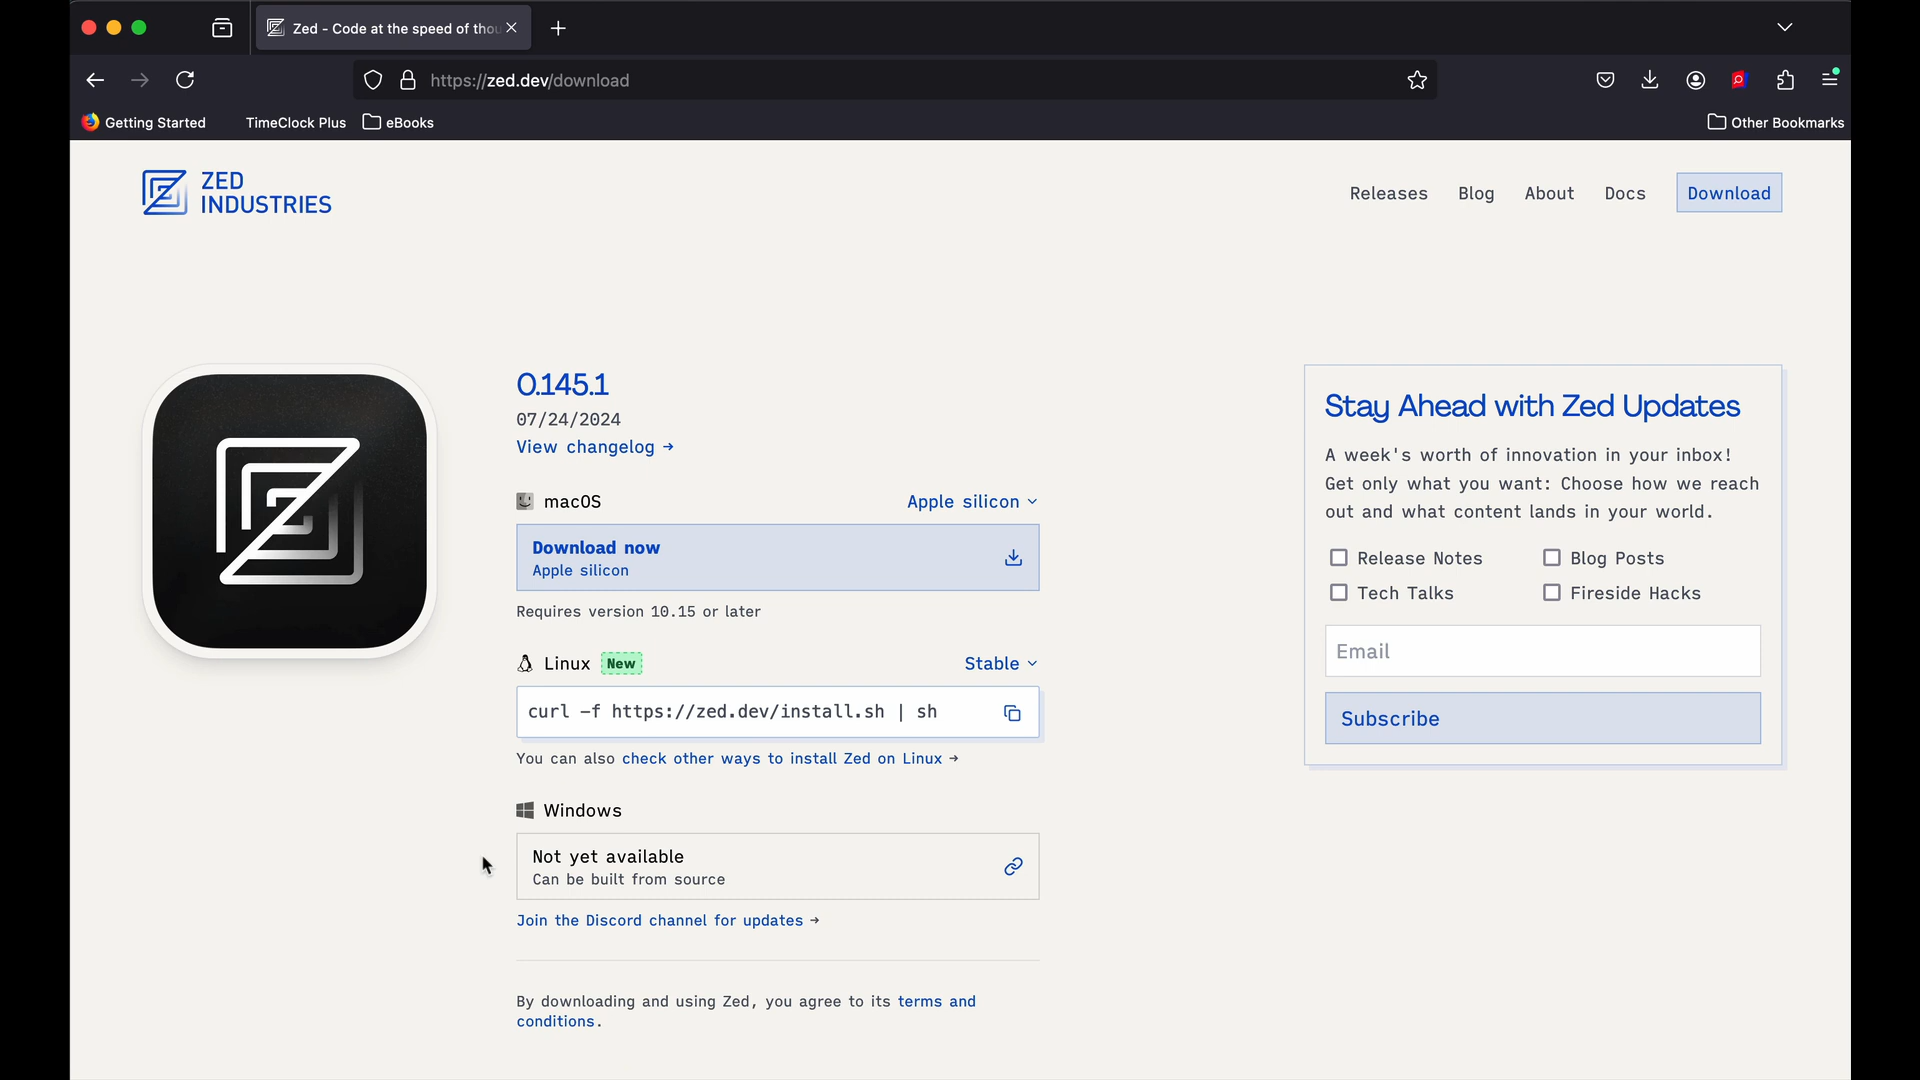 Zed - Code at the speed of thou
https://zed.dev/download
Getting Started
TimeClock Plus
eBooks
Other Bookmarks
ZED
INDUSTRIES
Releases
Blog
About
Docs
Download
0.145.1
07/24/2024
View changelog →
macOS
Apple silicon
Download now
Apple silicon
Requires version 10.15 or later
Linux
New
Stable
curl -f https://zed.dev/install.sh | sh
You can also check other ways to install Zed on Linux →
Windows
Not yet available
Can be built from source
Join the Discord channel for updates →
By downloading and using Zed, you agree to its terms and
conditions.
Stay Ahead with Zed Updates
A week's worth of innovation in your inbox!
Get only what you want: Choose how we reach
out and what content lands in your world.
Release Notes
Blog Posts
Tech Talks
Fireside Hacks
Email
Subscribe